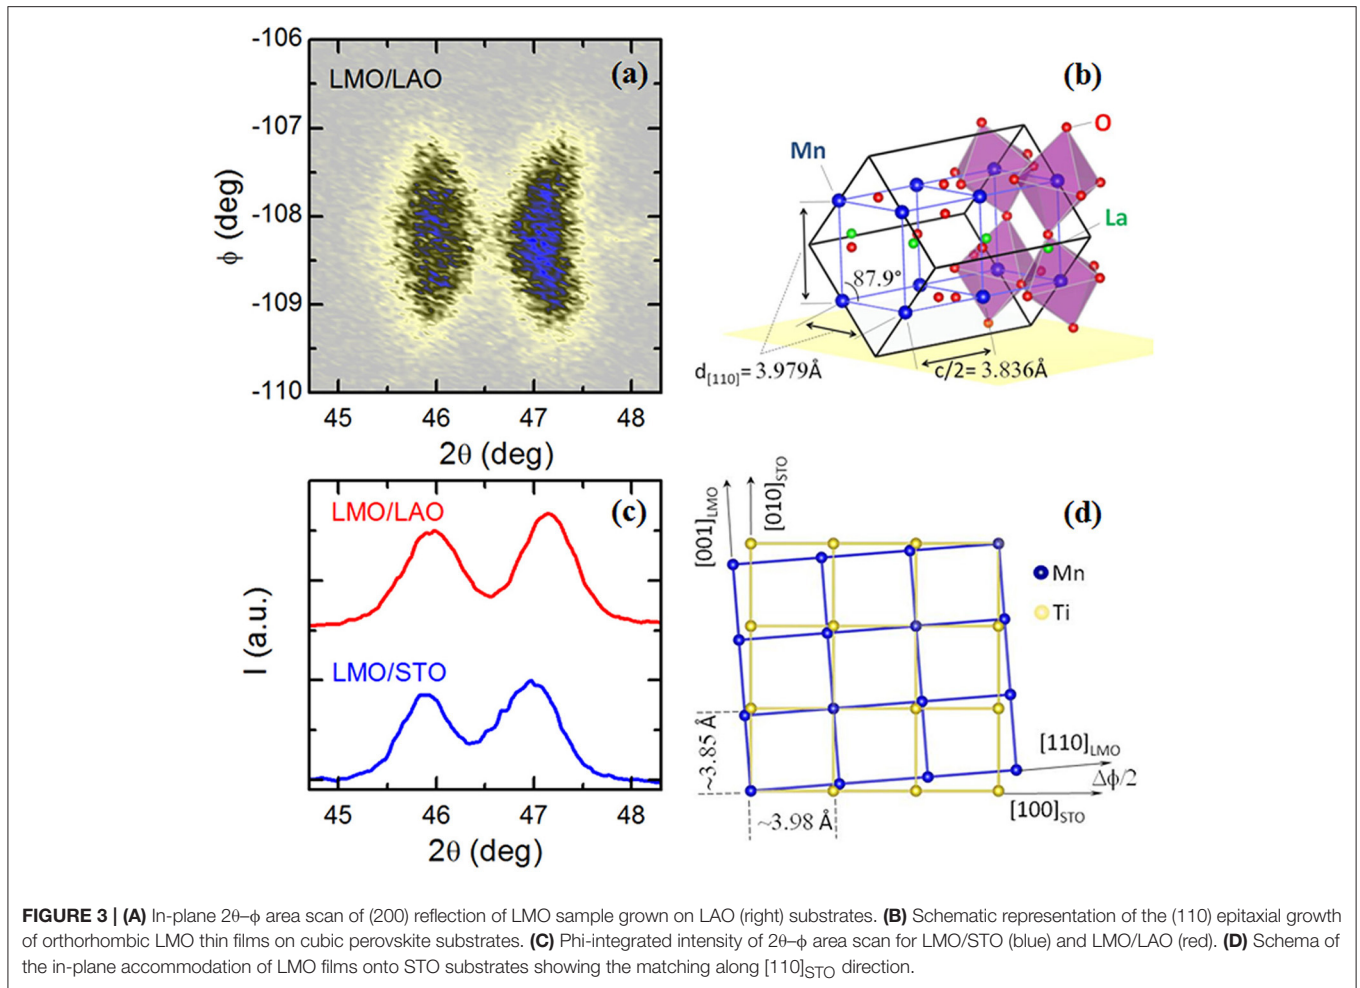 LMO/LAO
(a)
-106
-107
-108
-109
-110
ϕ (deg)
45 46 47 48
2θ (deg)
(b)
Mn
O
La
87.9°
d[110]= 3.979Å
c/2= 3.836Å
(c)
LMO/LAO
LMO/STO
I (a.u.)
45 46 47 48
2θ (deg)
(d)
[001]LMO
[010]STO
Mn
Ti
~3.85 Å
~3.98 Å
[110]LMO
Δϕ/2
[100]STO
FIGURE 3 | (A) In-plane 2θ–ϕ area scan of (200) reflection of LMO sample grown on LAO (right) substrates. (B) Schematic representation of the (110) epitaxial growth
of orthorhombic LMO thin films on cubic perovskite substrates. (C) Phi-integrated intensity of 2θ–ϕ area scan for LMO/STO (blue) and LMO/LAO (red). (D) Schema of
the in-plane accommodation of LMO films onto STO substrates showing the matching along [110]STO direction.